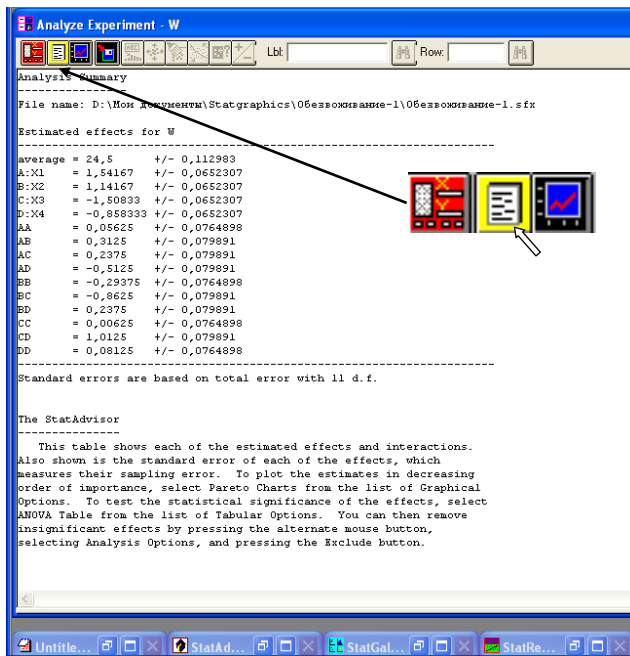 Analyze Experiment - W
Lbl: Row:
Analysis Summary
----------------
File name: D:\Мои документы\Statgraphics\Обезвоживание-1\Обезвоживание-1.sfx
Estimated effects for W
----------------------------------------------------------------------
average = 24,5 +/- 0,112983
A:X1 = 1,54167 +/- 0,0652307
B:X2 = 1,14167 +/- 0,0652307
C:X3 = -1,50833 +/- 0,0652307
D:X4 = -0,858333 +/- 0,0652307
AA = 0,05625 +/- 0,0764898
AB = 0,3125 +/- 0,079891
AC = 0,2375 +/- 0,079891
AD = -0,5125 +/- 0,079891
BB = -0,29375 +/- 0,0764898
BC = -0,8625 +/- 0,079891
BD = 0,2375 +/- 0,079891
CC = 0,00625 +/- 0,0764898
CD = 1,0125 +/- 0,079891
DD = 0,08125 +/- 0,0764898
----------------------------------------------------------------------
Standard errors are based on total error with 11 d.f.
The StatAdvisor
---------------
This table shows each of the estimated effects and interactions.
Also shown is the standard error of each of the effects, which
measures their sampling error. To plot the estimates in decreasing
order of importance, select Pareto Charts from the list of Graphical
Options. To test the statistical significance of the effects, select
ANOVA Table from the list of Tabular Options. You can then remove
insignificant effects by pressing the alternate mouse button,
selecting Analysis Options, and pressing the Exclude button.
Untitle... StatAd... StatGal... StatRe...